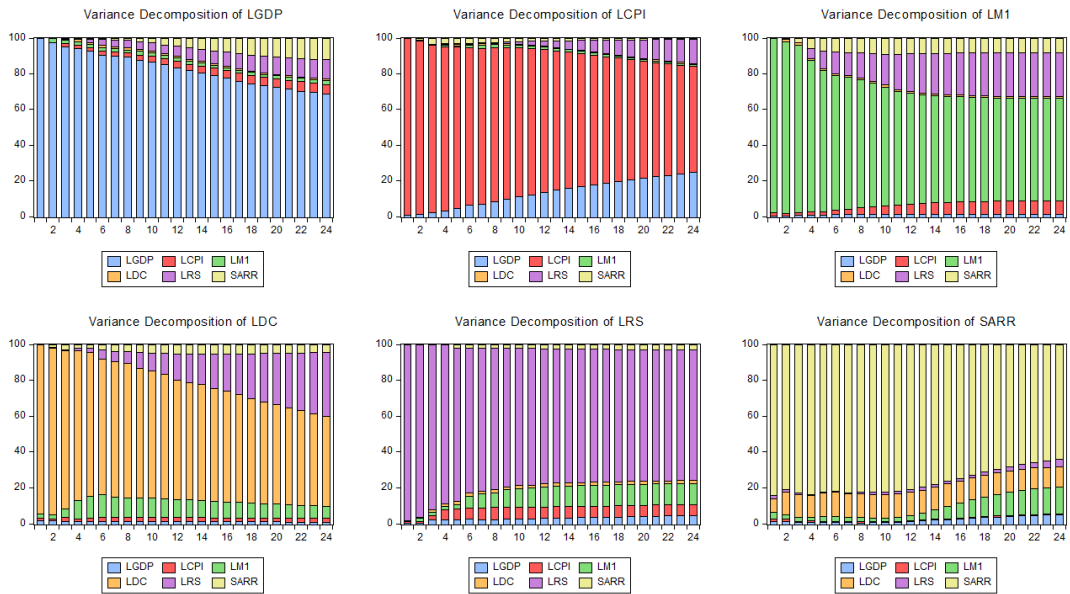 Variance Decomposition of LGDP
100
80
60
40
20
0
2 4 6 8 10 12 14 16 18 20 22 24
LGDP LCPI LM1
LDC LRS SARR
Variance Decomposition of LCPI
100
80
60
40
20
0
2 4 6 8 10 12 14 16 18 20 22 24
LGDP LCPI LM1
LDC LRS SARR
Variance Decomposition of LM1
100
80
60
40
20
0
2 4 6 8 10 12 14 16 18 20 22 24
LGDP LCPI LM1
LDC LRS SARR
Variance Decomposition of LDC
100
80
60
40
20
0
2 4 6 8 10 12 14 16 18 20 22 24
LGDP LCPI LM1
LDC LRS SARR
Variance Decomposition of LRS
100
80
60
40
20
0
2 4 6 8 10 12 14 16 18 20 22 24
LGDP LCPI LM1
LDC LRS SARR
Variance Decomposition of SARR
100
80
60
40
20
0
2 4 6 8 10 12 14 16 18 20 22 24
LGDP LCPI LM1
LDC LRS SARR